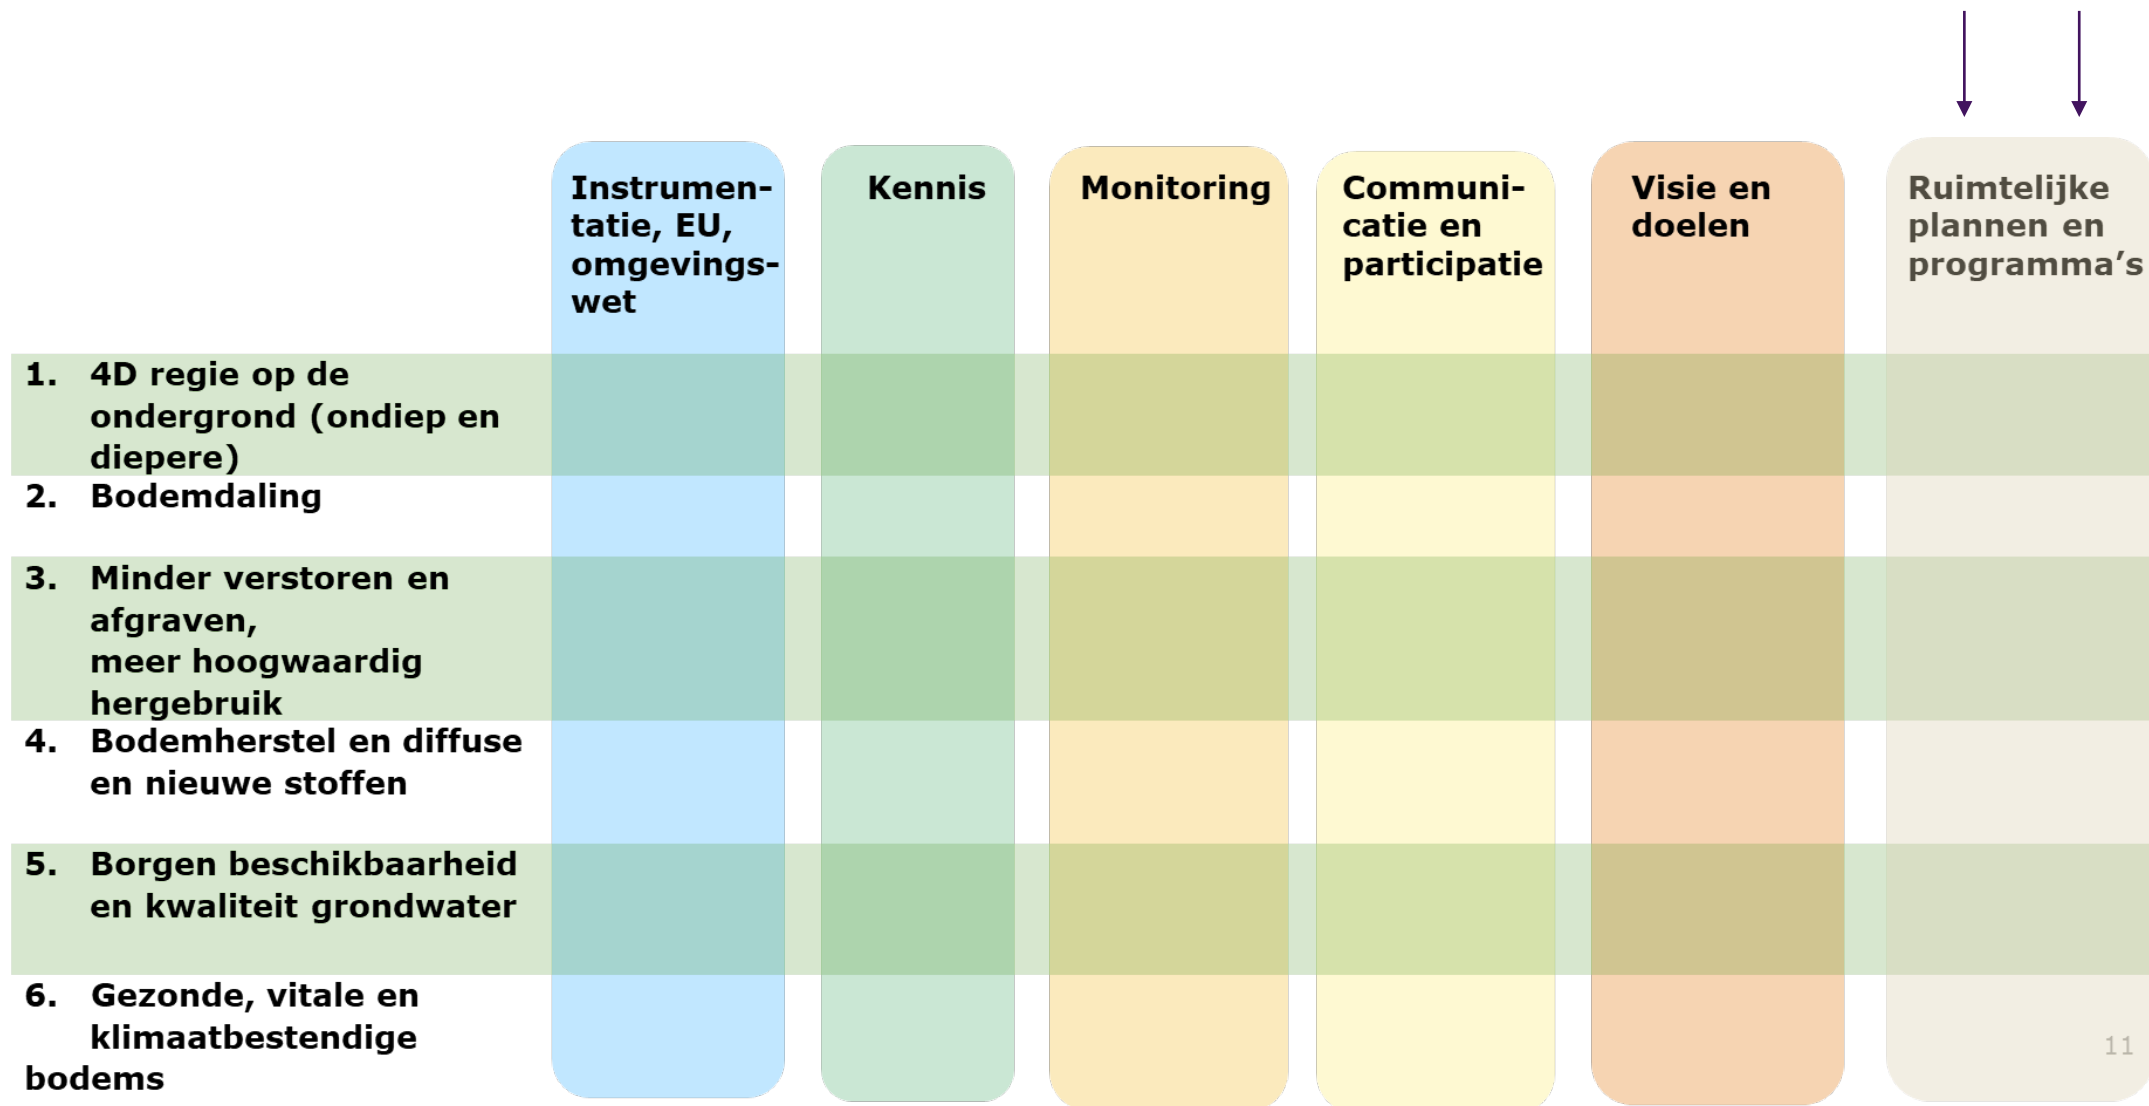 Instrumen-
tatie, EU,
omgevings-
wet
Kennis
Monitoring
Communi-
catie en
participatie
Visie en
doelen
Ruimtelijke
plannen en
programma’s
1. 4D regie op de
ondergrond (ondiep en
diepere)
2. Bodemdaling
3. Minder verstoren en
afgraven,
meer hoogwaardig
hergebruik
4. Bodemherstel en diffuse
en nieuwe stoffen
5. Borgen beschikbaarheid
en kwaliteit grondwater
6. Gezonde, vitale en
klimaatbestendige
bodems
11